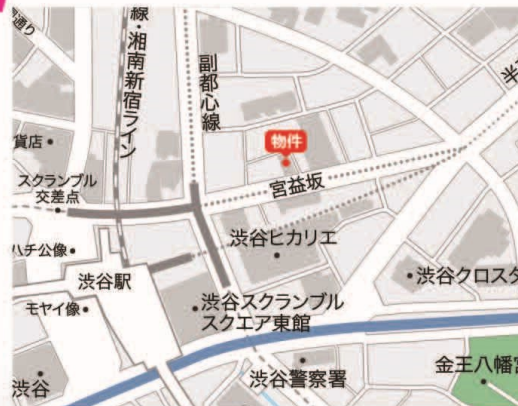 通り
線・湘南新宿ライン
副都心線
半
貨店
物件
スクランブル
交差点
宮益坂
ハチ公像
渋谷ヒカリエ
渋谷駅
渋谷クロスタ
モヤイ像
渋谷スクランブル
スクエア東館
渋谷
渋谷警察署
金王八幡宮